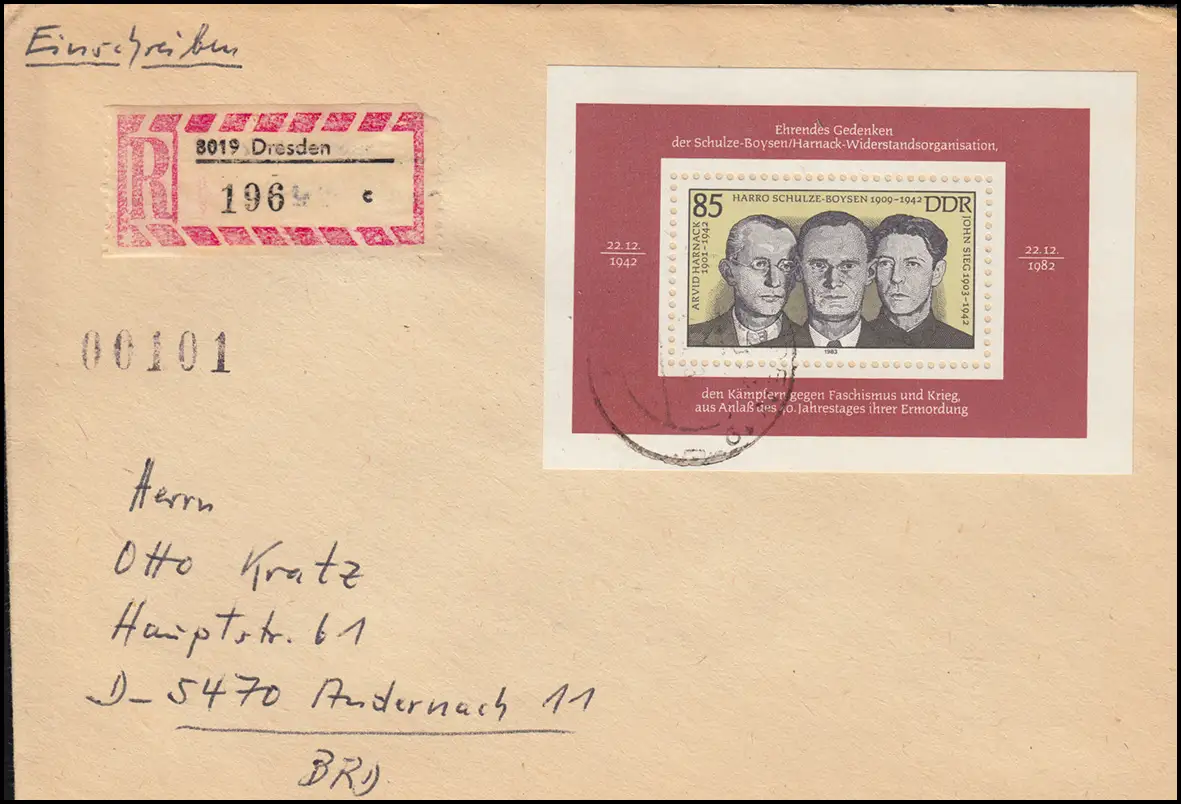 Einschreiben
R
8019 Dresden
196
c
00101
Ehrendes Gedenken
der Schulze-Boysen/Harnack-Widerstandsorganisation,
22.12.
1942
85
HARRO SCHULZE-BOYSEN 1909–1942
DDR
ARVID HARNACK
1901–1942
JOHN SIEG 1903–1942
1983
22.12.
1982
den Kämpfern gegen Faschismus und Krieg,
aus Anlaß des 40. Jahrestages ihrer Ermordung
Herrn
Otto Kratz
Hauptstr. 61
D-5470 Andernach 11
BRD